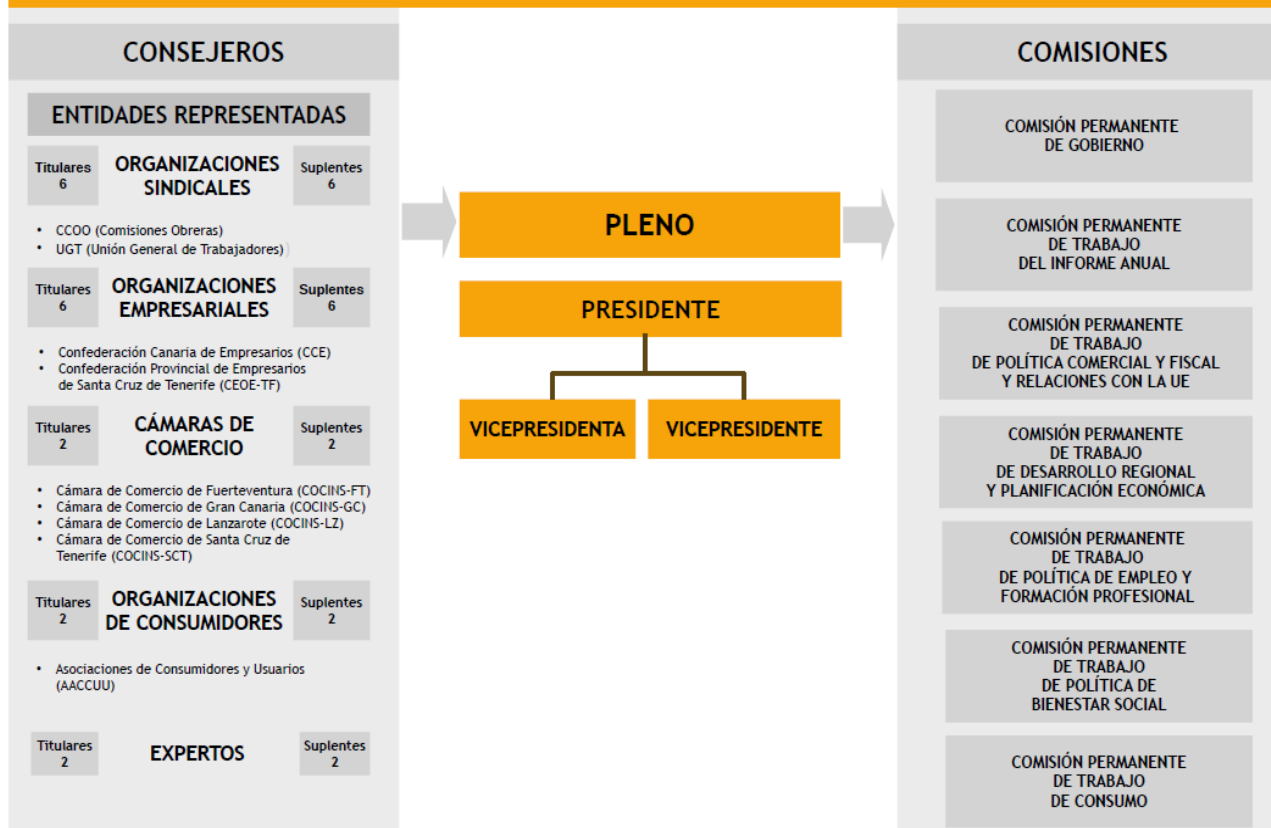 CONSEJEROS
ENTIDADES REPRESENTADAS
Titulares
6
ORGANIZACIONES
SINDICALES
Suplentes
6
• CCOO (Comisiones Obreras)
• UGT (Unión General de Trabajadores)
Titulares
6
ORGANIZACIONES
EMPRESARIALES
Suplentes
6
• Confederación Canaria de Empresarios (CCE)
• Confederación Provincial de Empresarios
de Santa Cruz de Tenerife (CEOE-TF)
Titulares
2
CÁMARAS DE
COMERCIO
Suplentes
2
• Cámara de Comercio de Fuerteventura (COCINS-FT)
• Cámara de Comercio de Gran Canaria (COCINS-GC)
• Cámara de Comercio de Lanzarote (COCINS-LZ)
• Cámara de Comercio de Santa Cruz de
Tenerife (COCINS-SCT)
Titulares
2
ORGANIZACIONES
DE CONSUMIDORES
Suplentes
2
• Asociaciones de Consumidores y Usuarios
(AACCUU)
Titulares
2
EXPERTOS
Suplentes
2
PLENO
PRESIDENTE
VICEPRESIDENTA
VICEPRESIDENTE
COMISIONES
COMISIÓN PERMANENTE
DE GOBIERNO
COMISIÓN PERMANENTE
DE TRABAJO
DEL INFORME ANUAL
COMISIÓN PERMANENTE
DE TRABAJO
DE POLÍTICA COMERCIAL Y FISCAL
Y RELACIONES CON LA UE
COMISIÓN PERMANENTE
DE TRABAJO
DE DESARROLLO REGIONAL
Y PLANIFICACIÓN ECONÓMICA
COMISIÓN PERMANENTE
DE TRABAJO
DE POLÍTICA DE EMPLEO Y
FORMACIÓN PROFESIONAL
COMISIÓN PERMANENTE
DE TRABAJO
DE POLÍTICA DE
BIENESTAR SOCIAL
COMISIÓN PERMANENTE
DE TRABAJO
DE CONSUMO